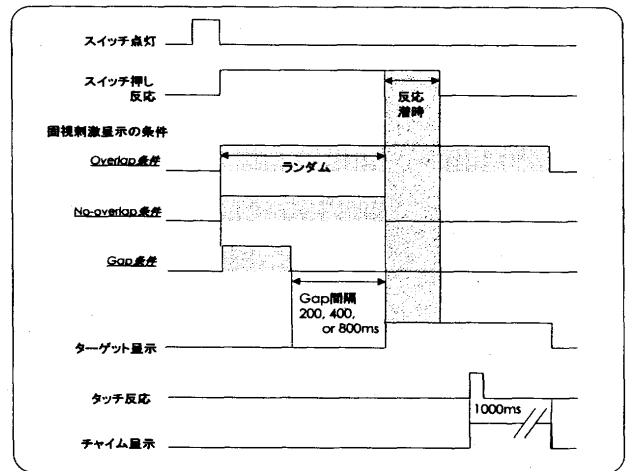 スイッチ点灯
スイッチ押し
反応
反応
潜時
固視刺激呈示の条件
Overlap条件
ランダム
No-overlap条件
Gap条件
Gap間隔
200, 400,
or 800ms
ターゲット呈示
タッチ反応
1000ms
チャイム呈示